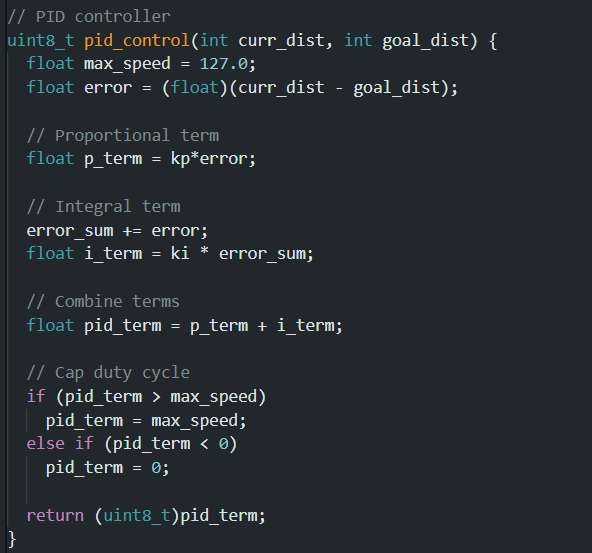 // PID controller
uint8_t pid_control(int curr_dist, int goal_dist) {
  float max_speed = 127.0;
  float error = (float)(curr_dist - goal_dist);

  // Proportional term
  float p_term = kp*error;

  // Integral term
  error_sum += error;
  float i_term = ki * error_sum;

  // Combine terms
  float pid_term = p_term + i_term;

  // Cap duty cycle
  if (pid_term > max_speed)
    pid_term = max_speed;
  else if (pid_term < 0)
    pid_term = 0;

  return (uint8_t)pid_term;
}